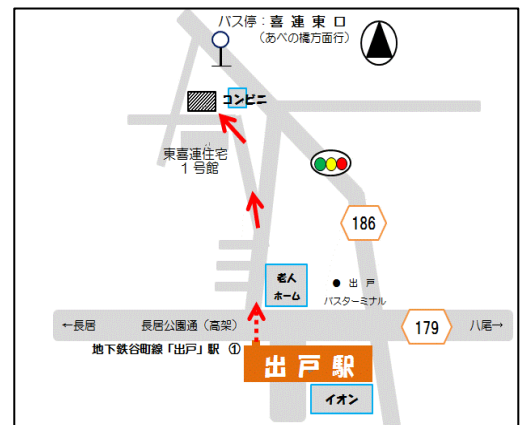 バス停：喜 連 東 口
（あべの橋方面行）
コンビニ
東喜連住宅
1 号館
186
老人
ホーム
● 出 戸
バスターミナル
←長居
長居公園通（高架）
179
八尾→
地下鉄谷町線「出戸」駅 ①
出 戸 駅
イオン